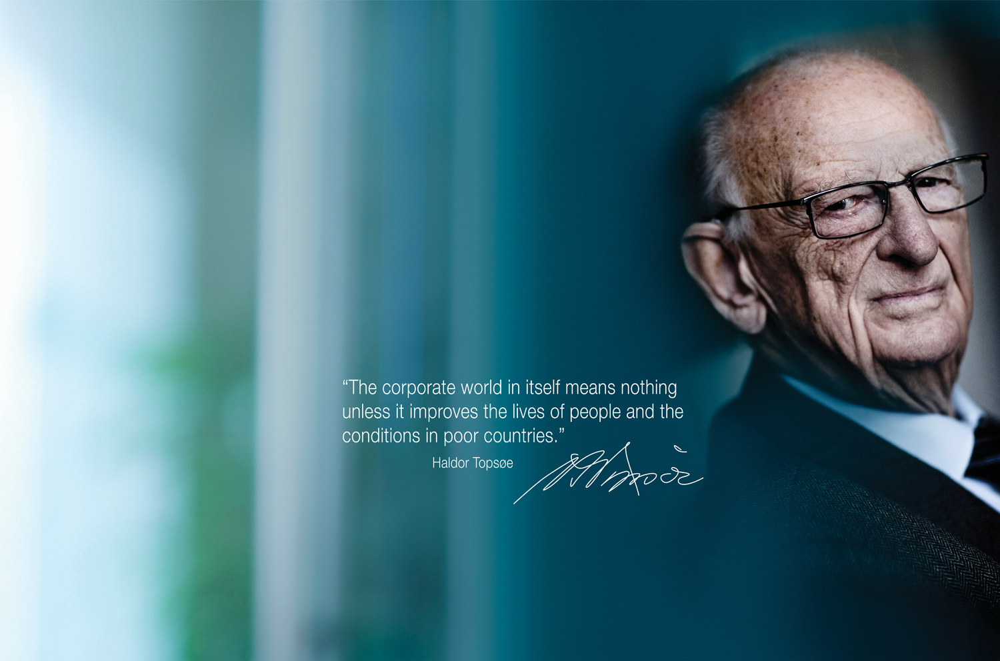 “The corporate world in itself means nothing
unless it improves the lives of people and the
conditions in poor countries.”
Haldor Topsøe